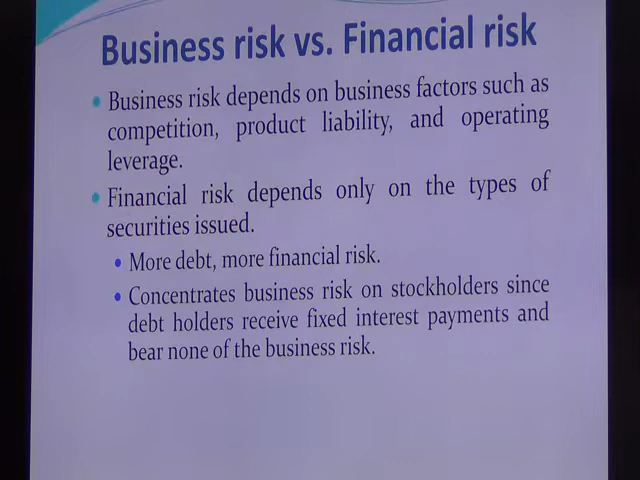 Business risk vs. Financial risk
Business risk depends on business factors such as
competition, product liability, and operating
leverage.
Financial risk depends only on the types of
securities issued.
More debt, more financial risk.
Concentrates business risk on stockholders since
debt holders receive fixed interest payments and
bear none of the business risk.